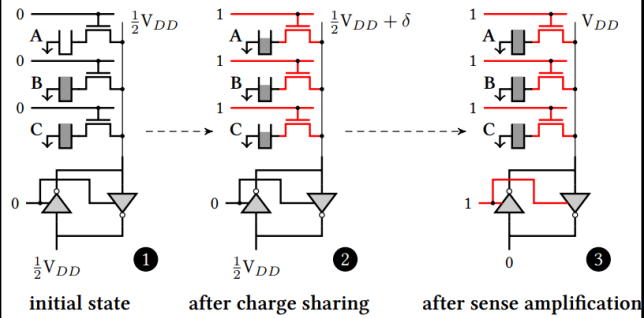 0 ½V_DD 1 ½V_DD + δ 1 V_DD
A A A
0 1 1
B B B
0 1 1
C C C
0 0 1
½V_DD ½V_DD 0
1 2 3
initial state after charge sharing after sense amplification